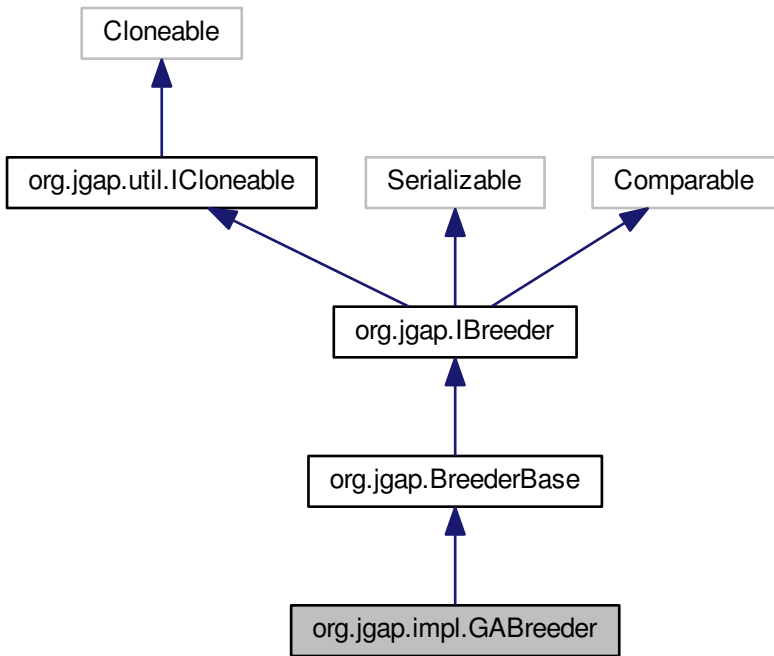 Cloneable
org.jgap.util.ICloneable
Serializable
Comparable
org.jgap.IBreeder
org.jgap.BreederBase
org.jgap.impl.GABreeder